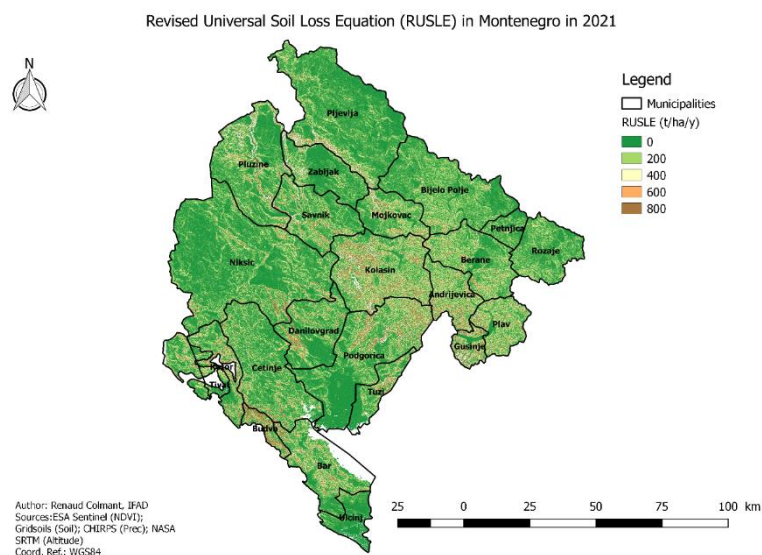 Revised Universal Soil Loss Equation (RUSLE) in Montenegro in 2021
N
Legend
Municipalities
RUSLE (t/ha/y)
0
200
400
600
800
Pljevlja
Pluzine
Zabljak
Bijelo Polje
Savnik
Mojkovac
Petnjica
Rozaje
Niksic
Kolasin
Berane
Andrijevica
Plav
Danilovgrad
Podgorica
Gusinje
Kotor
Cetinje
Tivat
Tuzi
Budva
Bar
Ulcinj
25 0 25 50 75 100 km
Author: Renaud Colmant, IFAD
Sources:ESA Sentinel (NDVI);
Gridsoils (Soil); CHIRPS (Prec); NASA
SRTM (Altitude)
Coord. Ref.: WGS84